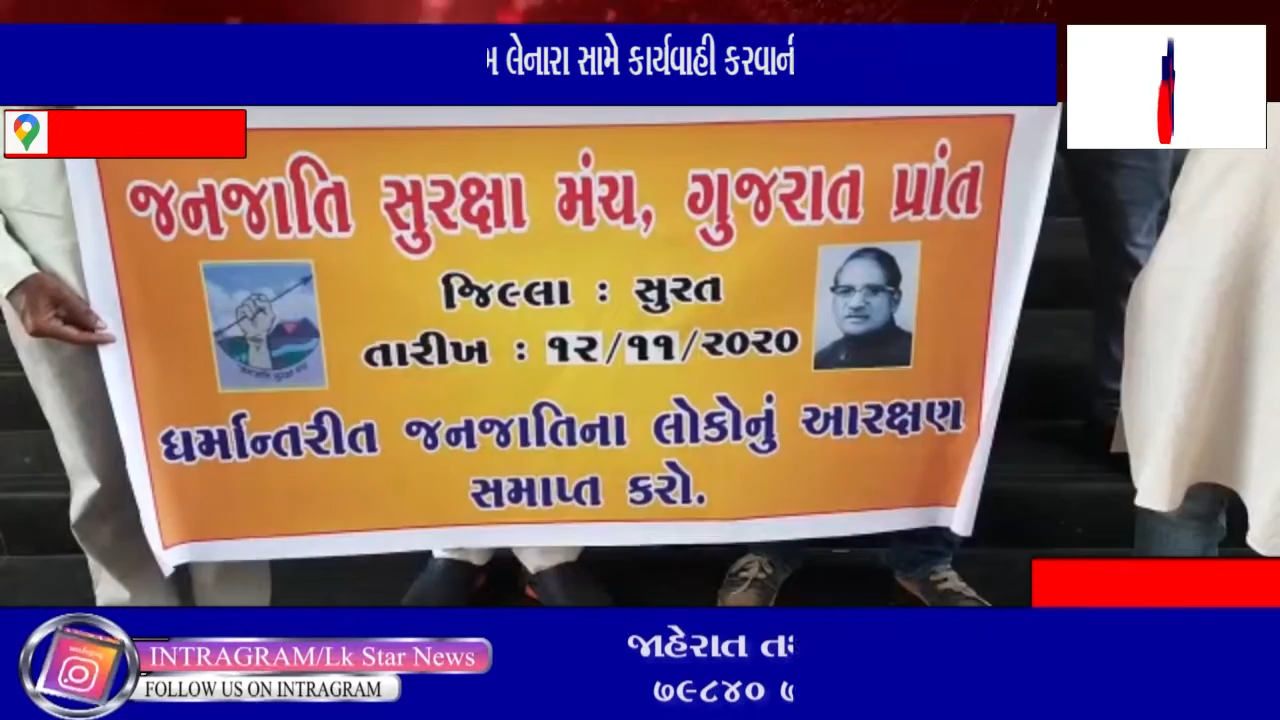 લેનારા સામે કાર્યવાહી કરવાની
જનજાતિ સુરક્ષા મંચ, ગુજરાત પ્રાંત
જિલ્લા : સુરત
તારીખ : ૧૨/૧૧/૨૦૨૦
ધર્માન્તરીત જનજાતિના લોકોનું આરક્ષણ
સમાપ્ત કરો.
INTRAGRAM/Lk Star News
FOLLOW US ON INTRAGRAM
જાહેરાત
૭૯૮૪૦